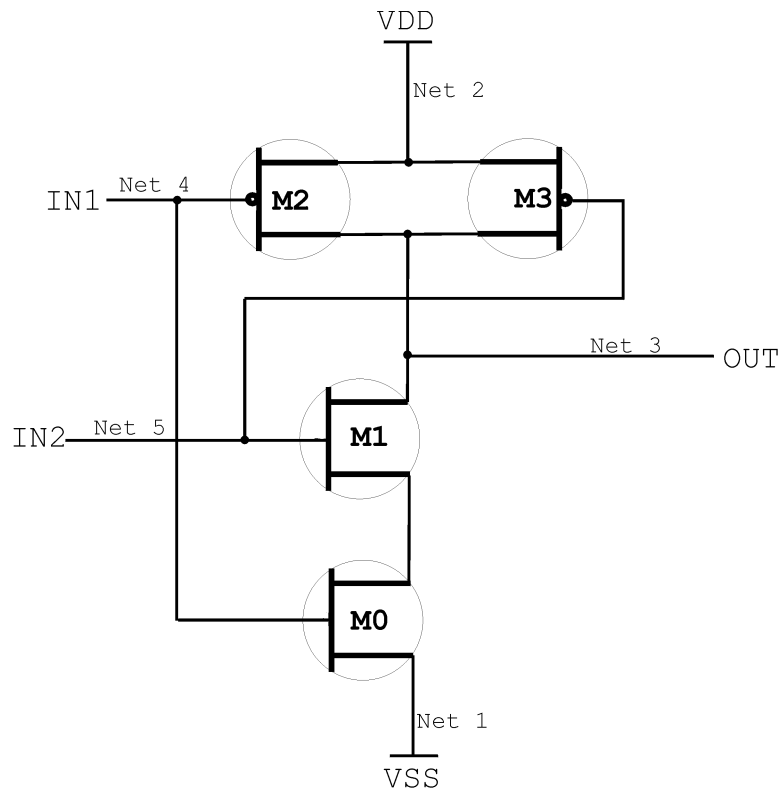 VDD
Net 2
IN1
Net 4
M2
M3
Net 3
OUT
IN2
Net 5
M1
M0
Net 1
VSS